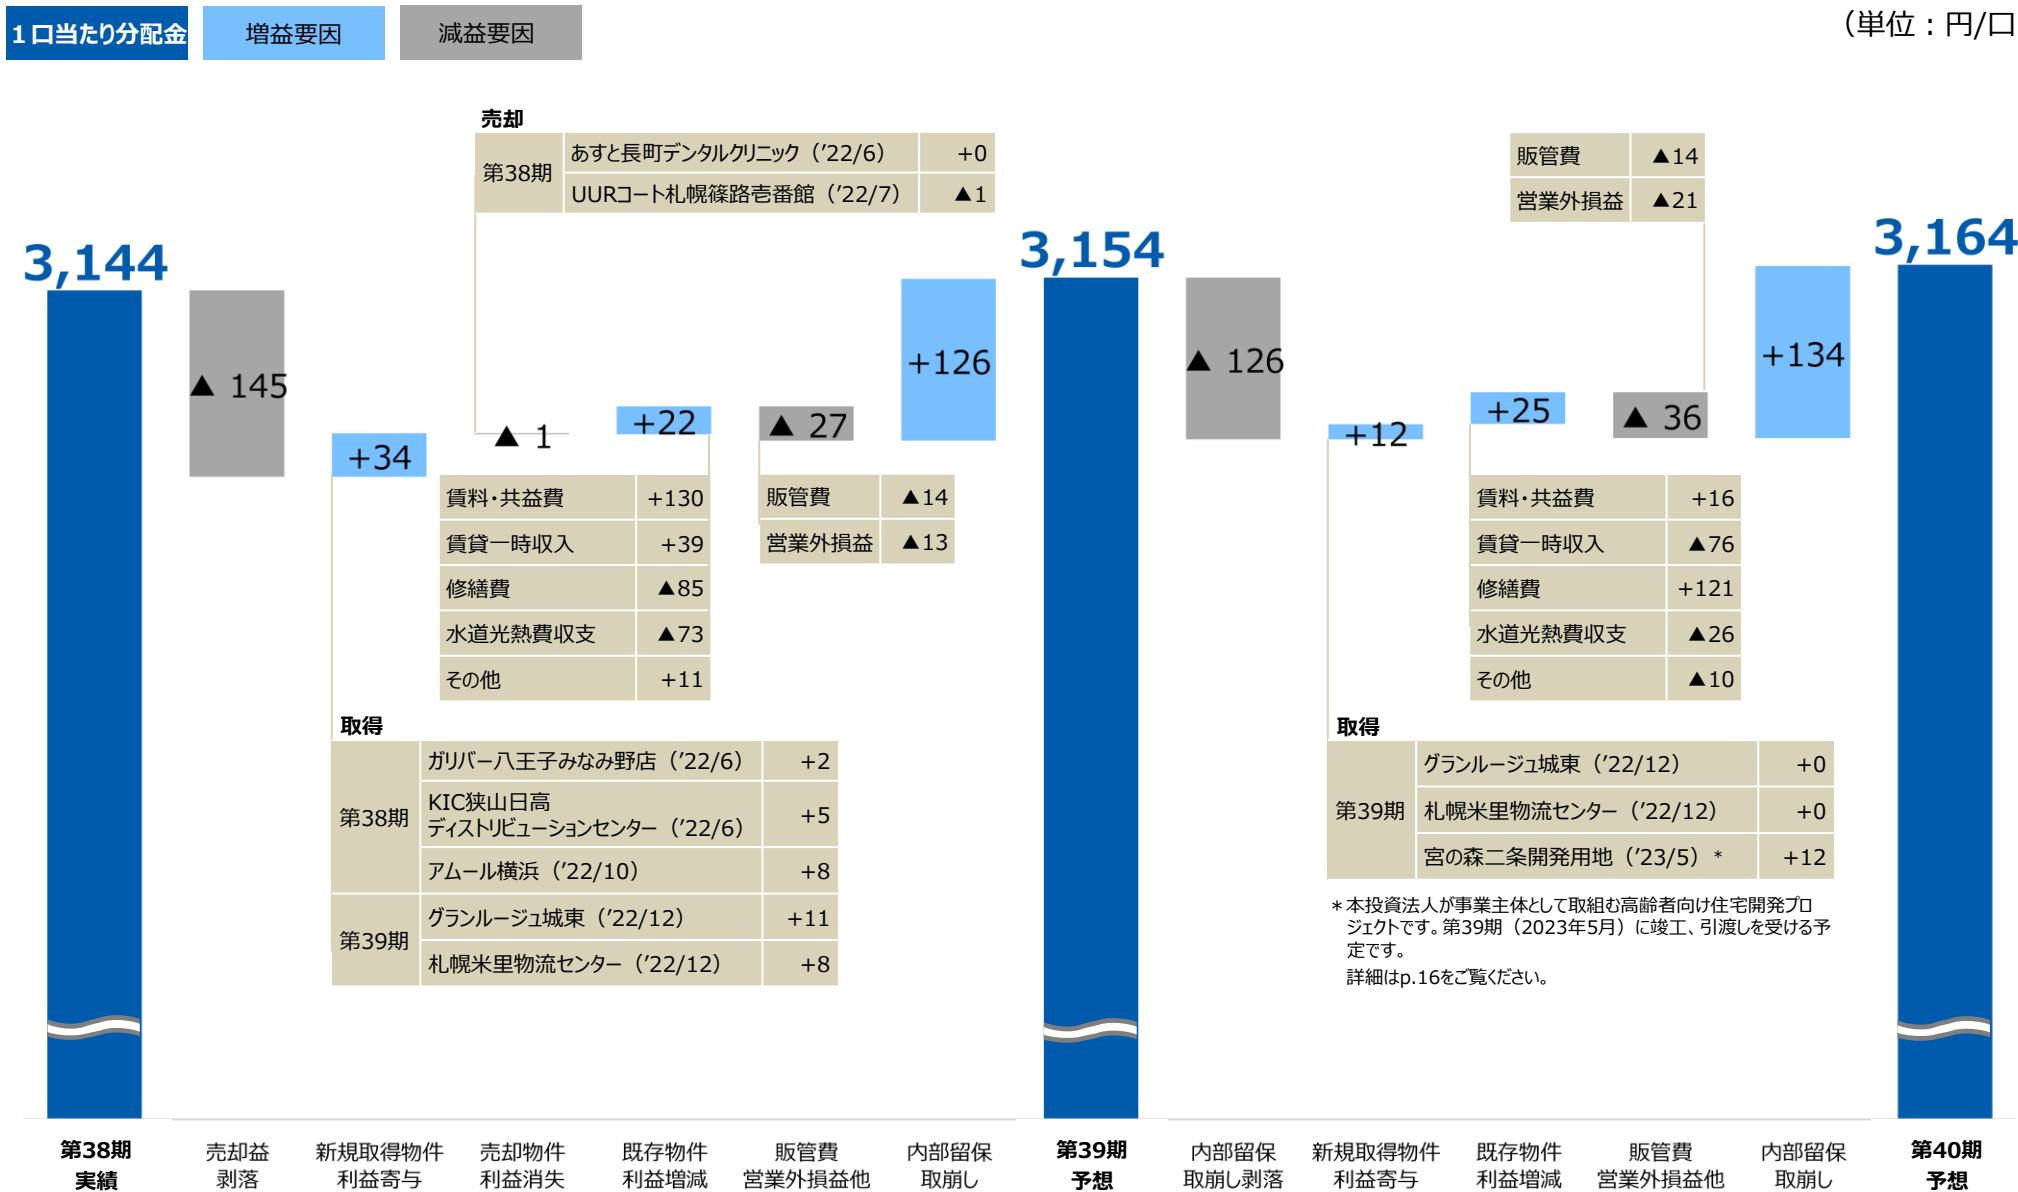 １口当たり分配金
増益要因
減益要因
（単位：円/口
売却
第38期
あすと長町デンタルクリニック（’22/6） +0
UURコート札幌篠路壱番館（’22/7） ▲1
販管費 ▲14
営業外損益 ▲21
3,144
3,154
3,164
▲ 145
+34
▲ 1
+22
▲ 27
+126
▲ 126
+12
+25
▲ 36
+134
賃料・共益費 +130
賃貸一時収入 +39
修繕費 ▲85
水道光熱費収支 ▲73
その他 +11
販管費 ▲14
営業外損益 ▲13
賃料・共益費 +16
賃貸一時収入 ▲76
修繕費 +121
水道光熱費収支 ▲26
その他 ▲10
取得
第38期
ガリバー八王子みなみ野店（’22/6） +2
KIC狭山日高
ディストリビューションセンター（’22/6） +5
アムール横浜（’22/10） +8
第39期
グランルージュ城東（’22/12） +11
札幌米里物流センター（’22/12） +8
取得
第39期
グランルージュ城東（’22/12） +0
札幌米里物流センター（’22/12） +0
宮の森二条開発用地（’23/5）* +12
＊本投資法人が事業主体として取組む高齢者向け住宅開発プロ
ジェクトです。第39期（2023年5月）に竣工、引渡しを受ける予
定です。
詳細はp.16をご覧ください。
第38期
実績
売却益
剥落
新規取得物件
利益寄与
売却物件
利益消失
既存物件
利益増減
販管費
営業外損益他
内部留保
取崩し
第39期
予想
内部留保
取崩し剥落
新規取得物件
利益寄与
既存物件
利益増減
販管費
営業外損益他
内部留保
取崩し
第40期
予想